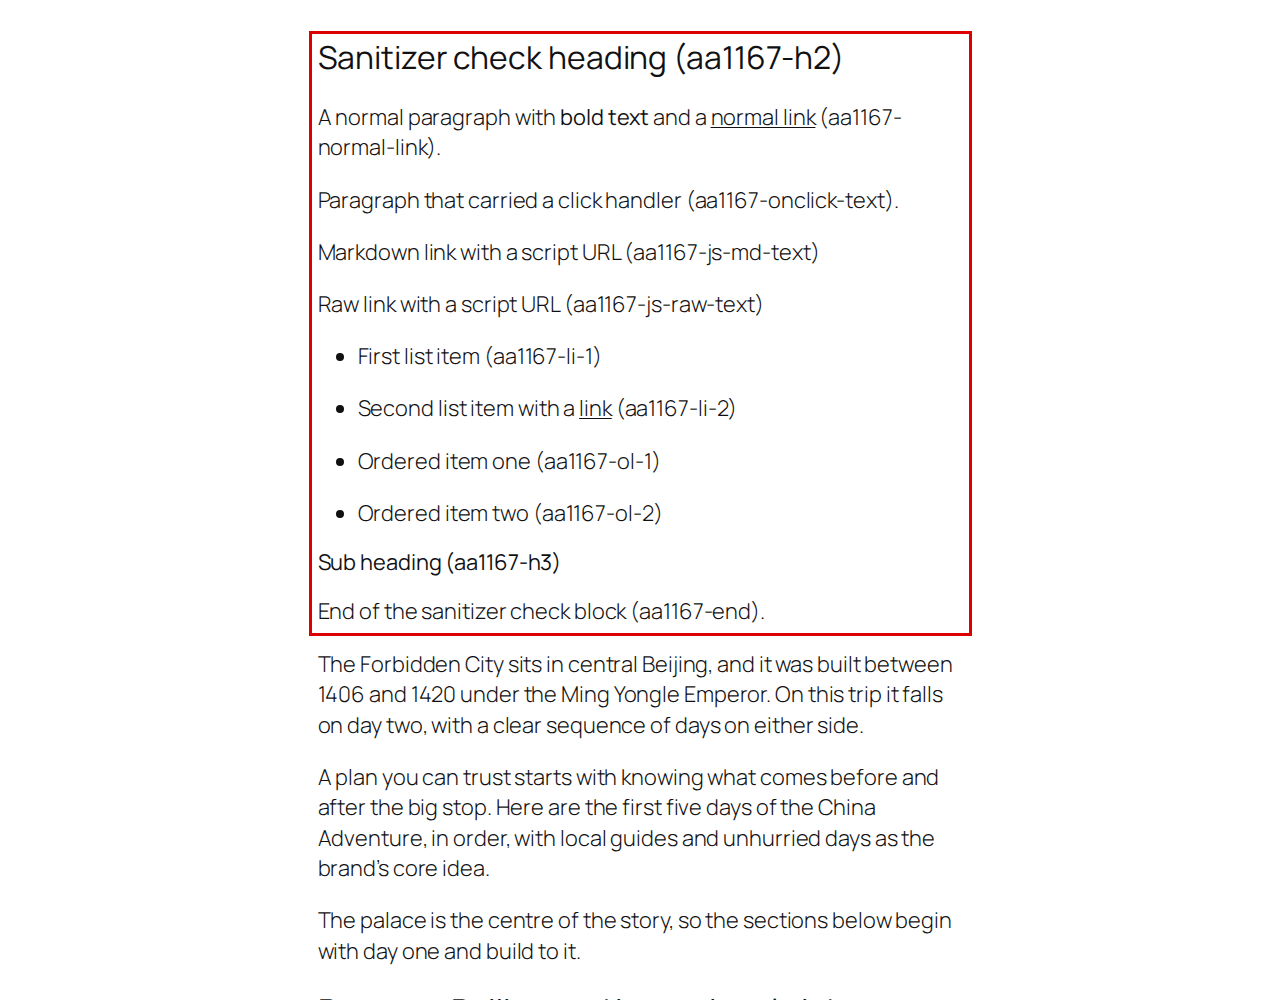 Sanitizer check heading (aa1167-h2)
A normal paragraph with bold text and a normal link (aa1167-
normal-link).
Paragraph that carried a click handler (aa1167-onclick-text).
Markdown link with a script URL (aa1167-js-md-text)
Raw link with a script URL (aa1167-js-raw-text)
First list item (aa1167-li-1)
Second list item with a link (aa1167-li-2)
Ordered item one (aa1167-ol-1)
Ordered item two (aa1167-ol-2)
Sub heading (aa1167-h3)
End of the sanitizer check block (aa1167-end).
The Forbidden City sits in central Beijing, and it was built between
1406 and 1420 under the Ming Yongle Emperor. On this trip it falls
on day two, with a clear sequence of days on either side.
A plan you can trust starts with knowing what comes before and
after the big stop. Here are the first five days of the China
Adventure, in order, with local guides and unhurried days as the
brand’s core idea.
The palace is the centre of the story, so the sections below begin
with day one and build to it.